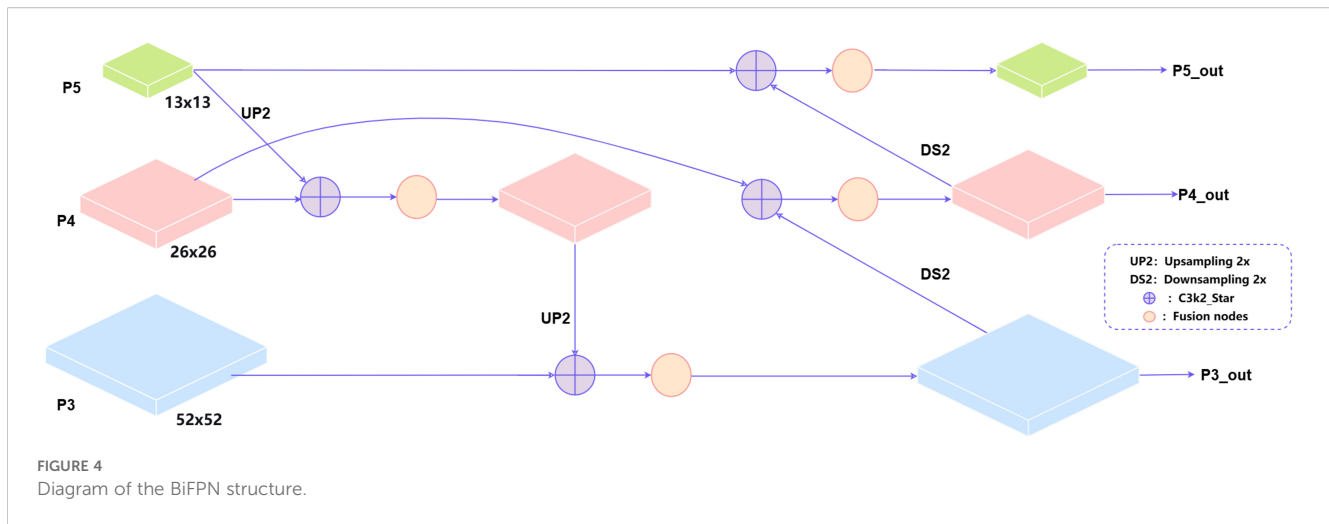 P5
13x13
UP2
P5_out
DS2
P4
26x26
P4_out
DS2
UP2
P3
52x52
P3_out
UP2: Upsampling 2x
DS2: Downsampling 2x
: C3k2_Star
: Fusion nodes
FIGURE 4
Diagram of the BiFPN structure.